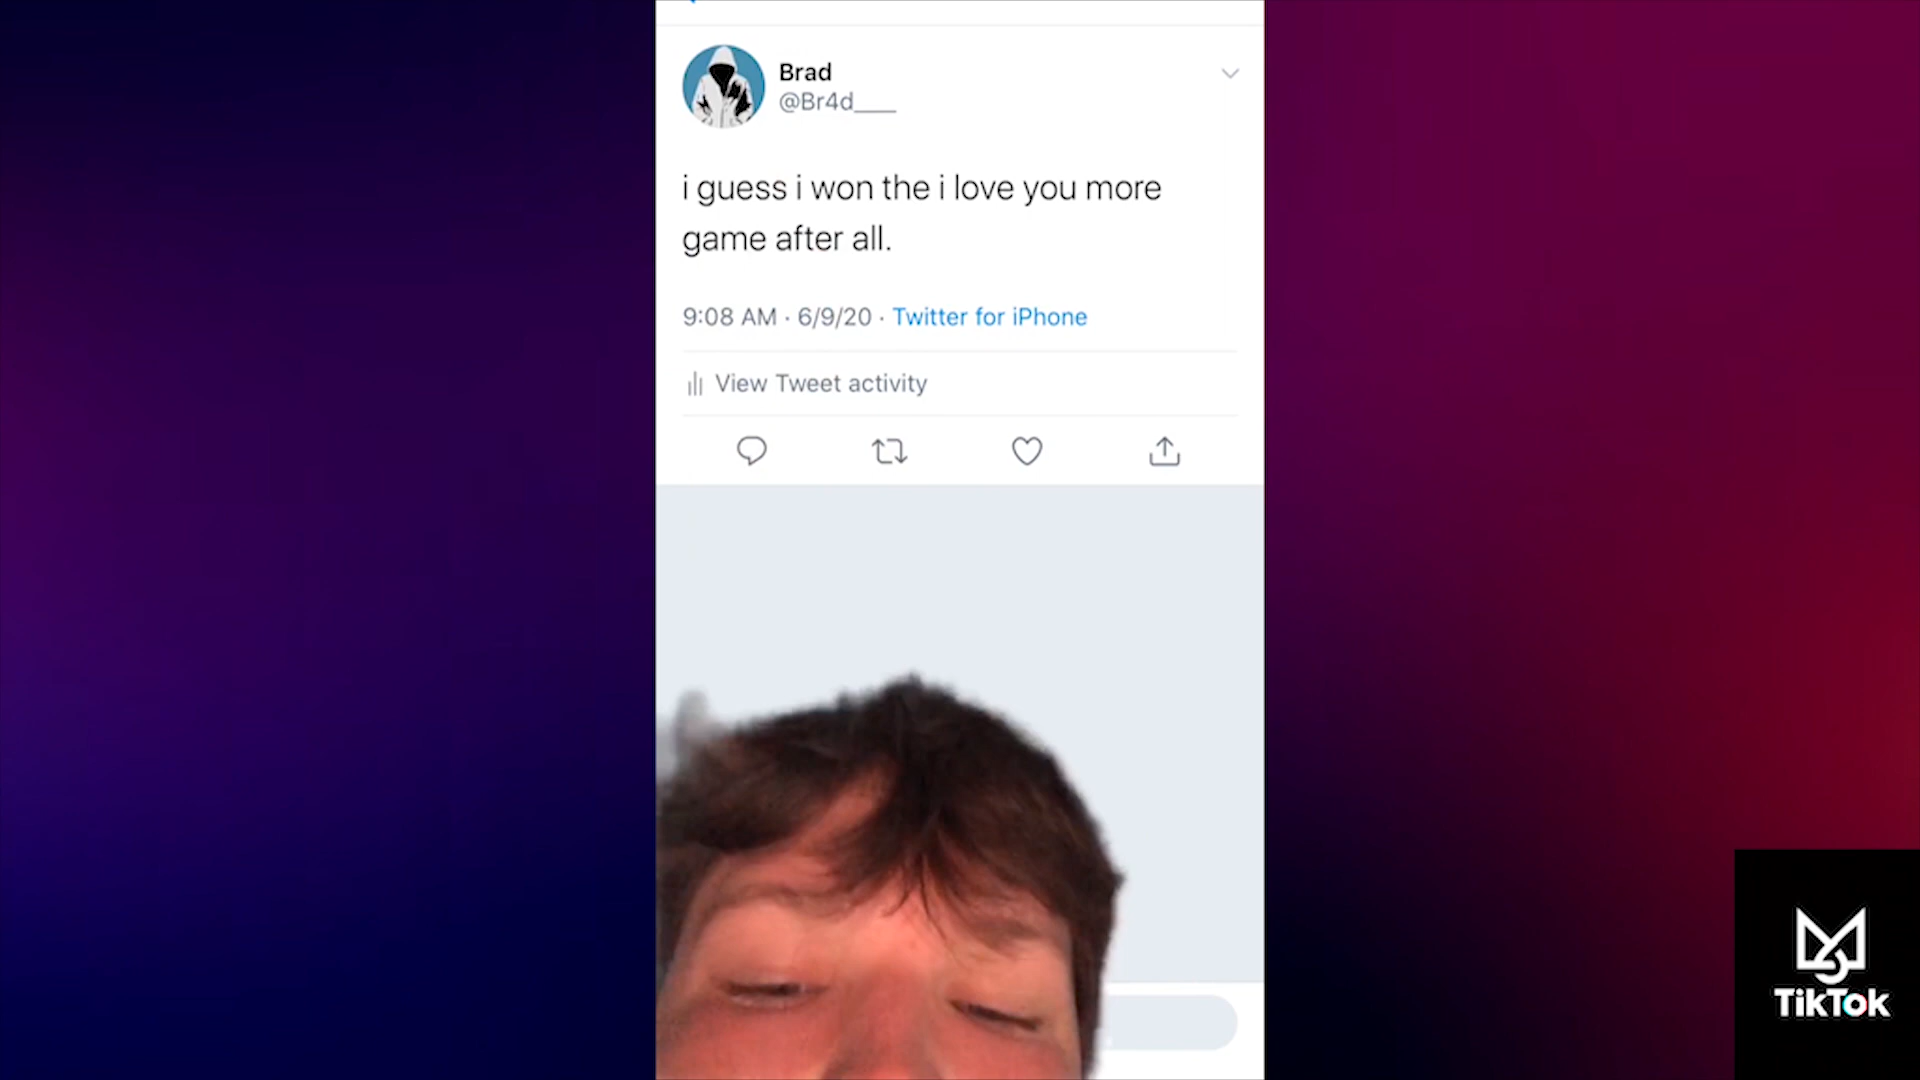 Brad
@Br4d____
i guess i won the i love you more
game after all.
9:08 AM · 6/9/20 · Twitter for iPhone
View Tweet activity
TikTok